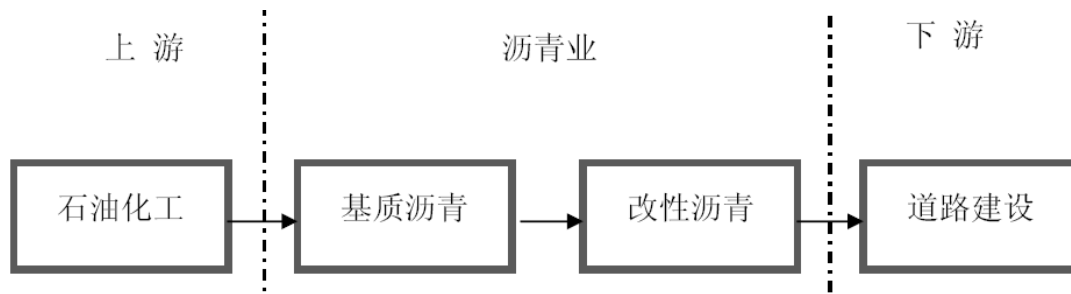 上 游
沥青业
下 游
石油化工
基质沥青
改性沥青
道路建设